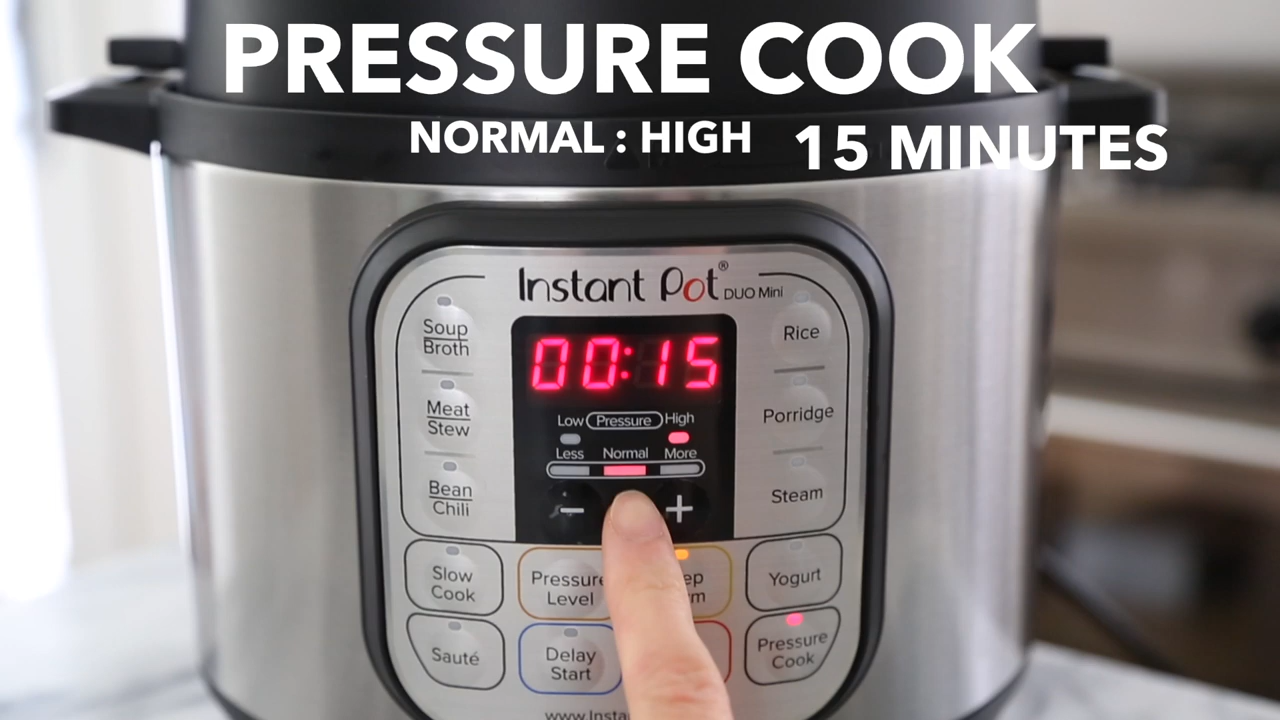 PRESSURE COOK
NORMAL : HIGH 15 MINUTES
Instant Pot® DUO Mini
00:15
Low Pressure High
Less Normal More
− +
Soup
Broth
Meat
Stew
Bean
Chili
Rice
Porridge
Steam
Slow
Cook
Pressure
Level
Yogurt
Sauté
Delay
Start
Pressure
Cook